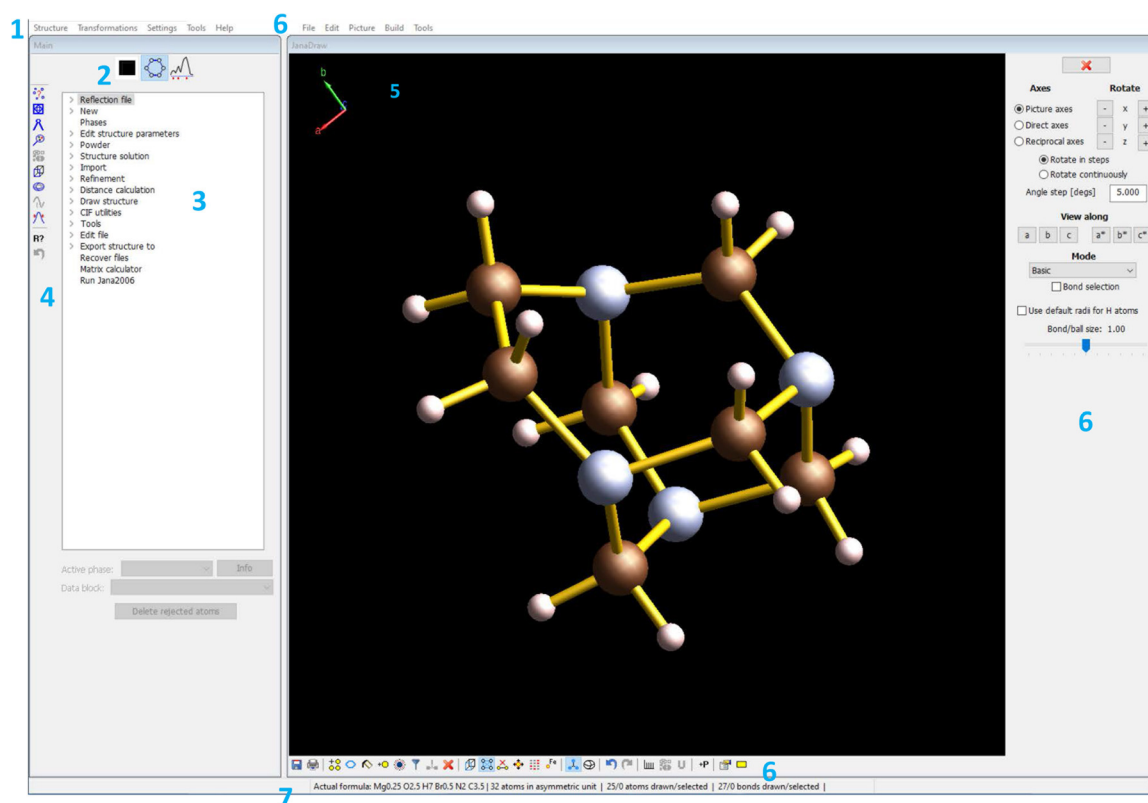 1 Structure Transformations Settings Tools Help 6 File Edit Picture Build Tools
Main JanaDraw
2
> Reflection file
> New
Phases
> Edit structure parameters
> Powder
> Structure solution
> Import
> Refinement
> Distance calculation
> Draw structure
> CIF utilities
> Tools
> Edit file
> Export structure to
Recover files
Matrix calculator
Run Jana2006
3
R?
4
Active phase: Info
Data block:
Delete rejected atoms
b
a
5
Axes Rotate
Picture axes - x +
Direct axes - y +
Reciprocal axes - z +
Rotate in steps
Rotate continuously
Angle step [degs] 5.000
View along
a b c a* b* c*
Mode
Basic
Bond selection
Use default radii for H atoms
Bond/ball size: 1.00
6
Fe U +P
6
7 Actual formula: Mg0.25 O2.5 H7 Br0.5 N2 C3.5 | 32 atoms in asymmetric unit | 25/0 atoms drawn/selected | 27/0 bonds drawn/selected |